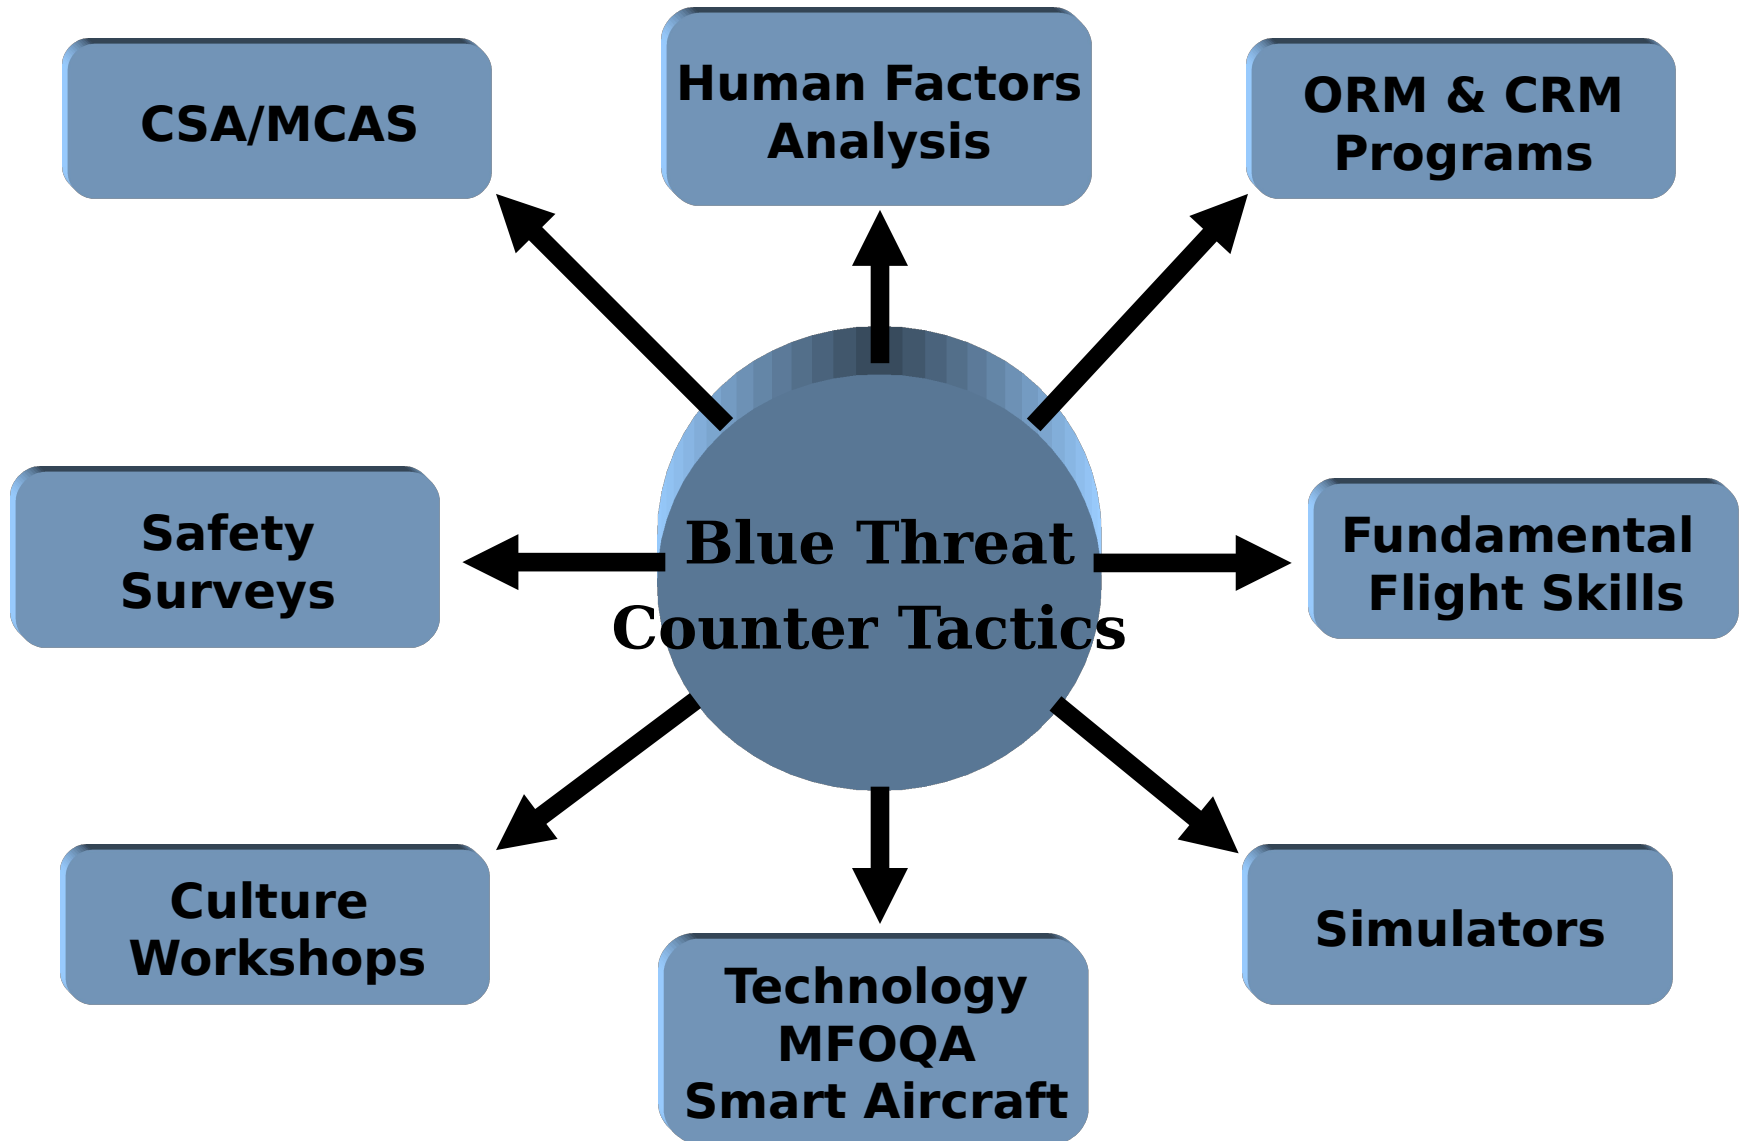 CSA/MCAS
Human Factors
Analysis
ORM & CRM
Programs
Safety
Surveys
Blue Threat
Counter Tactics
Fundamental
Flight Skills
Culture
Workshops
Technology
MFOQA
Smart Aircraft
Simulators